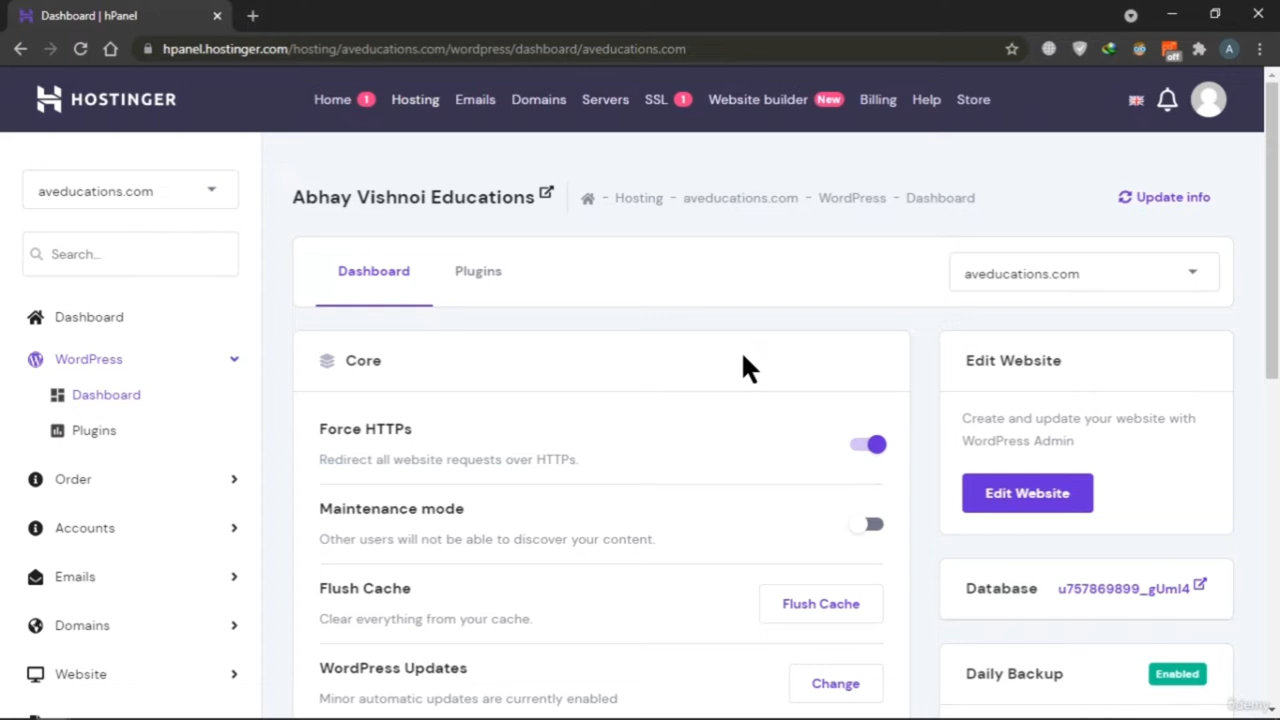 Dashboard | hPanel
hpanel.hostinger.com/hosting/aveducations.com/wordpress/dashboard/aveducations.com
off
A
HOSTINGER
Home 1 Hosting Emails Domains Servers SSL 1 Website builder New Billing Help Store
aveducations.com
Search...
Dashboard
WordPress
Dashboard
Plugins
Order
Accounts
Emails
Domains
Website
Abhay Vishnoi Educations
- Hosting - aveducations.com - WordPress - Dashboard
Update info
Dashboard Plugins
aveducations.com
Core
Force HTTPs
Redirect all website requests over HTTPs.
Maintenance mode
Other users will not be able to discover your content.
Flush Cache
Clear everything from your cache.
Flush Cache
WordPress Updates
Minor automatic updates are currently enabled
Change
Edit Website
Create and update your website with
WordPress Admin
Edit Website
Database u757869899_gUmI4
Daily Backup Enabled
ûdemy